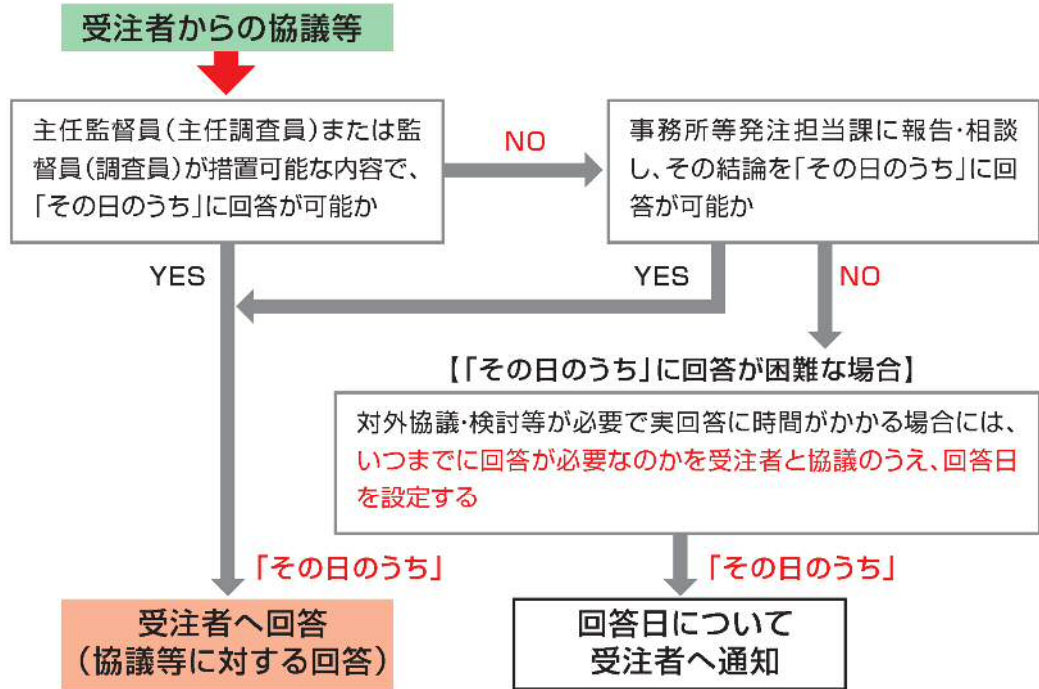 受注者からの協議等
主任監督員(主任調査員)または監
督員(調査員)が措置可能な内容で、
「その日のうち」に回答が可能か
NO
事務所等発注担当課に報告・相談
し、その結論を「その日のうち」に回
答が可能か
YES
YES
NO
【「その日のうち」に回答が困難な場合】
対外協議・検討等が必要で実回答に時間がかかる場合には、
いつまでに回答が必要なのかを受注者と協議のうえ、回答日
を設定する
「その日のうち」
「その日のうち」
受注者へ回答
(協議等に対する回答)
回答日について
受注者へ通知